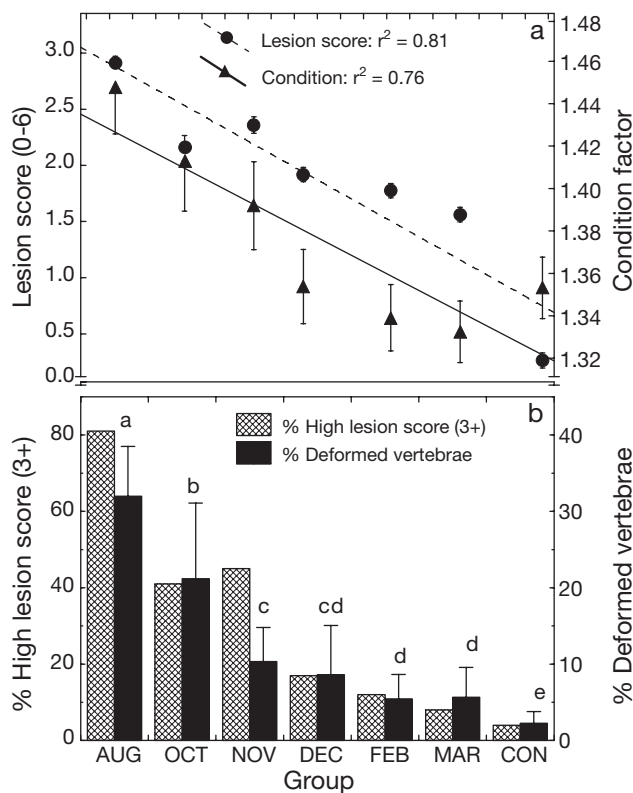 a
Lesion score: r² = 0.81
Condition: r² = 0.76
Lesion score (0-6)
3.0
2.5
2.0
1.5
1.0
0.5
0.0
Condition factor
1.48
1.46
1.44
1.42
1.40
1.38
1.36
1.34
1.32
b
% High lesion score (3+)
% Deformed vertebrae
% High lesion score (3+)
80
60
40
20
0
% Deformed vertebrae
40
30
20
10
0
a
b
c
cd
d
d
e
AUG OCT NOV DEC FEB MAR CON
Group